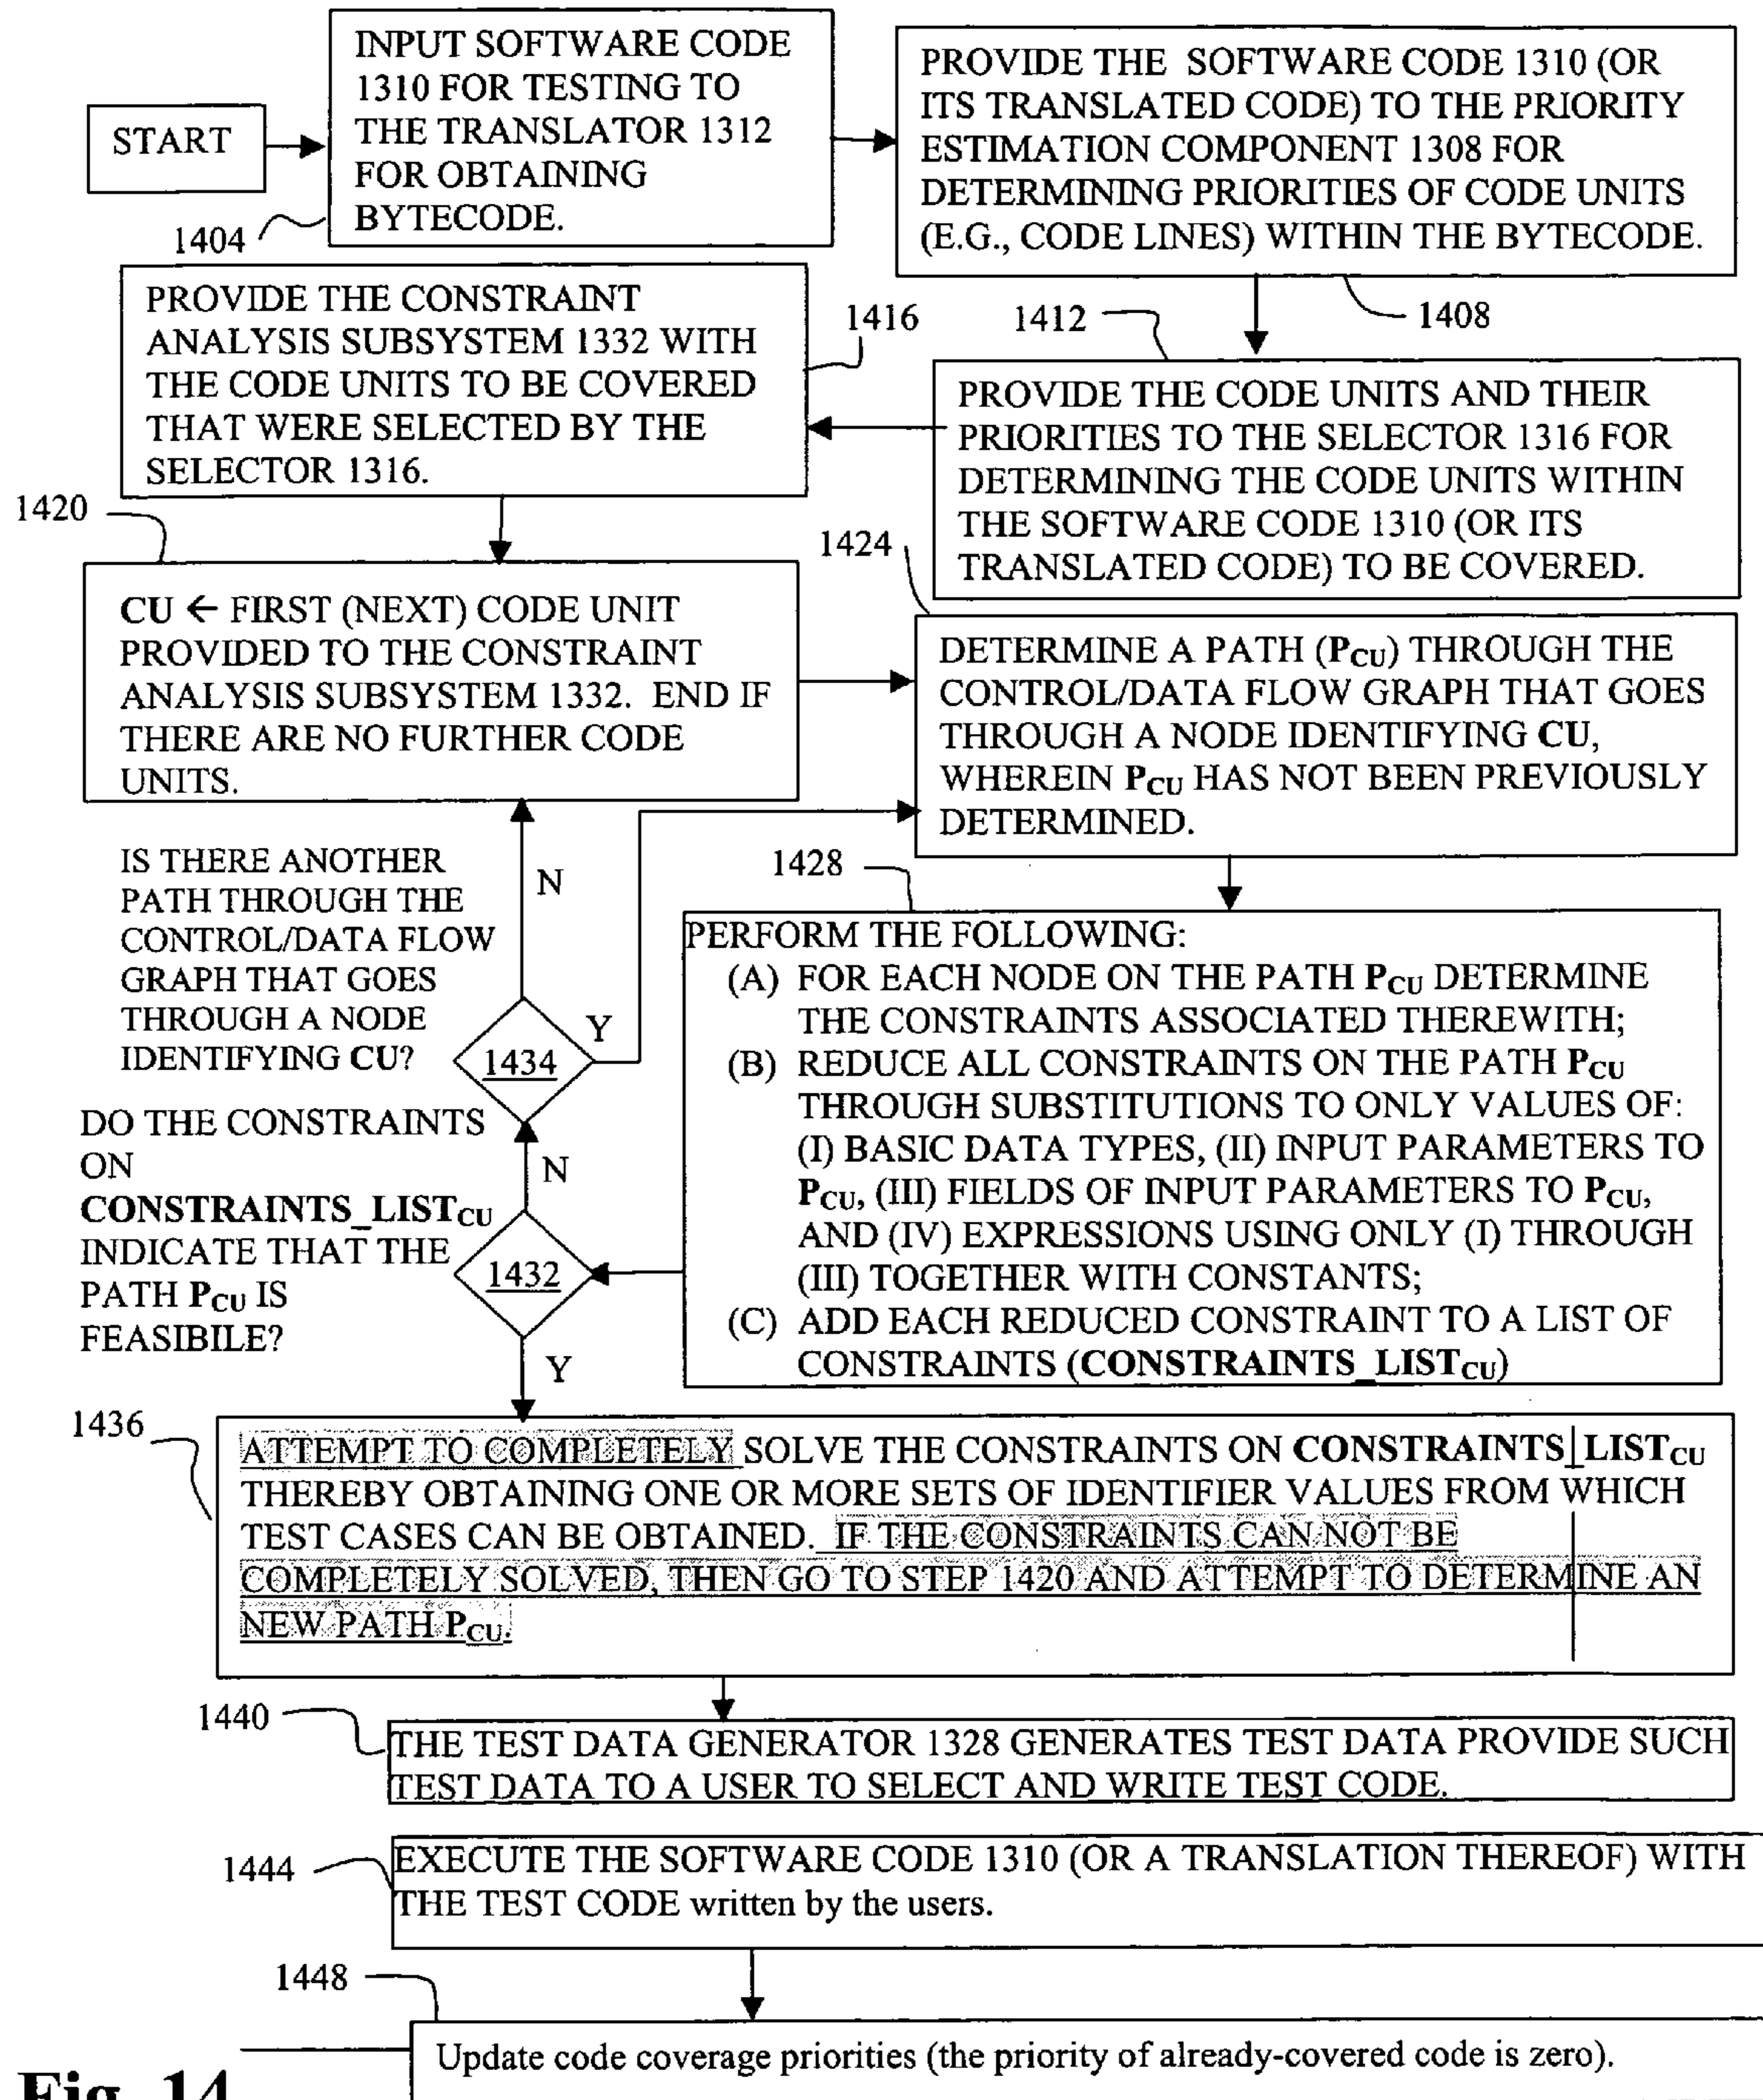 START
INPUT SOFTWARE CODE
1310 FOR TESTING TO
THE TRANSLATOR 1312
FOR OBTAINING
BYTECODE.
1404
PROVIDE THE SOFTWARE CODE 1310 (OR
ITS TRANSLATED CODE) TO THE PRIORITY
ESTIMATION COMPONENT 1308 FOR
DETERMINING PRIORITIES OF CODE UNITS
(E.G., CODE LINES) WITHIN THE BYTECODE.
1408
1412
PROVIDE THE CODE UNITS AND THEIR
PRIORITIES TO THE SELECTOR 1316 FOR
DETERMINING THE CODE UNITS WITHIN
THE SOFTWARE CODE 1310 (OR ITS
TRANSLATED CODE) TO BE COVERED.
1416
PROVIDE THE CONSTRAINT
ANALYSIS SUBSYSTEM 1332 WITH
THE CODE UNITS TO BE COVERED
THAT WERE SELECTED BY THE
SELECTOR 1316.
1420
CU ← FIRST (NEXT) CODE UNIT
PROVIDED TO THE CONSTRAINT
ANALYSIS SUBSYSTEM 1332. END IF
THERE ARE NO FURTHER CODE
UNITS.
1424
DETERMINE A PATH (PCU) THROUGH THE
CONTROL/DATA FLOW GRAPH THAT GOES
THROUGH A NODE IDENTIFYING CU,
WHEREIN PCU HAS NOT BEEN PREVIOUSLY
DETERMINED.
1428
PERFORM THE FOLLOWING:
(A) FOR EACH NODE ON THE PATH PCU DETERMINE
THE CONSTRAINTS ASSOCIATED THEREWITH;
(B) REDUCE ALL CONSTRAINTS ON THE PATH PCU
THROUGH SUBSTITUTIONS TO ONLY VALUES OF:
(I) BASIC DATA TYPES, (II) INPUT PARAMETERS TO
PCU, (III) FIELDS OF INPUT PARAMETERS TO PCU,
AND (IV) EXPRESSIONS USING ONLY (I) THROUGH
(III) TOGETHER WITH CONSTANTS;
(C) ADD EACH REDUCED CONSTRAINT TO A LIST OF
CONSTRAINTS (CONSTRAINTS_LISTCU)
IS THERE ANOTHER
PATH THROUGH THE
CONTROL/DATA FLOW
GRAPH THAT GOES
THROUGH A NODE
IDENTIFYING CU?
N
Y
1434
DO THE CONSTRAINTS
ON
CONSTRAINTS_LISTCU
INDICATE THAT THE
PATH PCU IS
FEASIBILE?
N
1432
Y
1436
ATTEMPT TO COMPLETELY SOLVE THE CONSTRAINTS ON CONSTRAINTS_LISTCU
THEREBY OBTAINING ONE OR MORE SETS OF IDENTIFIER VALUES FROM WHICH
TEST CASES CAN BE OBTAINED. IF THE CONSTRAINTS CAN NOT BE
COMPLETELY SOLVED, THEN GO TO STEP 1420 AND ATTEMPT TO DETERMINE AN
NEW PATH PCU.
1440
THE TEST DATA GENERATOR 1328 GENERATES TEST DATA PROVIDE SUCH
TEST DATA TO A USER TO SELECT AND WRITE TEST CODE.
1444
EXECUTE THE SOFTWARE CODE 1310 (OR A TRANSLATION THEREOF) WITH
THE TEST CODE written by the users.
1448
Update code coverage priorities (the priority of already-covered code is zero).
Fig. 14